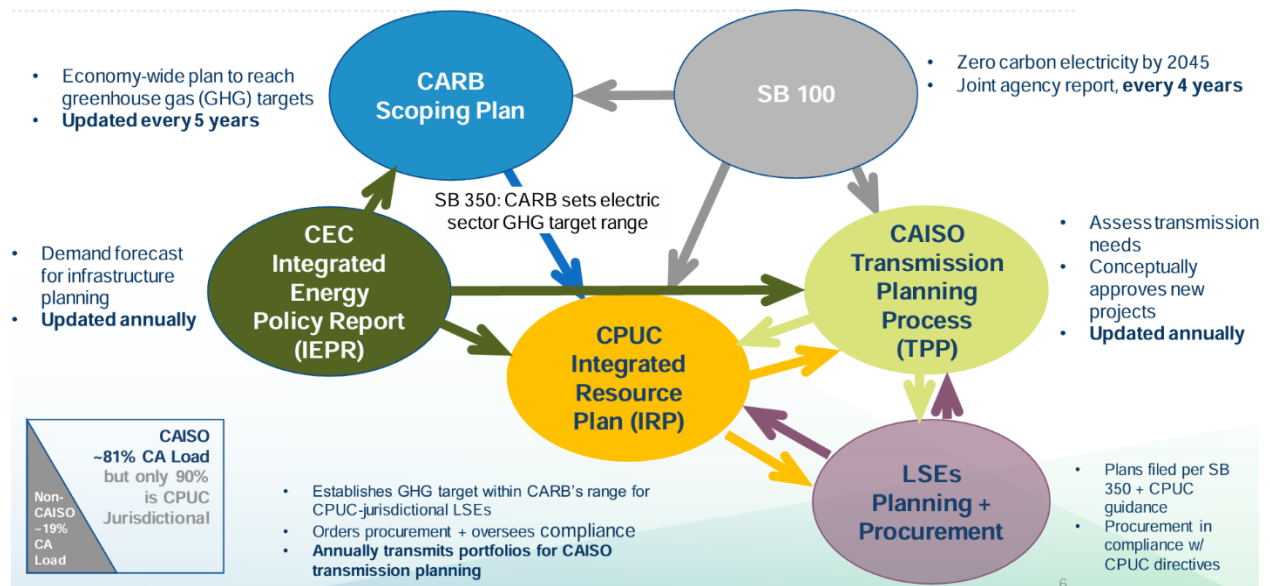 • Economy-wide plan to reach
greenhouse gas (GHG) targets
• Updated every 5 years
CARB
Scoping Plan
SB 100
• Zero carbon electricity by 2045
• Joint agency report, every 4 years
SB 350: CARB sets electric
sector GHG target range
• Demand forecast
for infrastructure
planning
• Updated annually
CEC
Integrated
Energy
Policy Report
(IEPR)
CAISO
Transmission
Planning
Process
(TPP)
• Assess transmission
needs
• Conceptually
approves new
projects
• Updated annually
CPUC
Integrated
Resource
Plan (IRP)
CAISO
~81% CA Load
but only 90%
is CPUC
Jurisdictional
Non-
CAISO
~19%
CA
Load
• Establishes GHG target within CARB's range for
CPUC-jurisdictional LSEs
• Orders procurement + oversees compliance
• Annually transmits portfolios for CAISO
transmission planning
LSEs
Planning +
Procurement
• Plans filed per SB
350 + CPUC
guidance
• Procurement in
compliance w/
CPUC directives
6